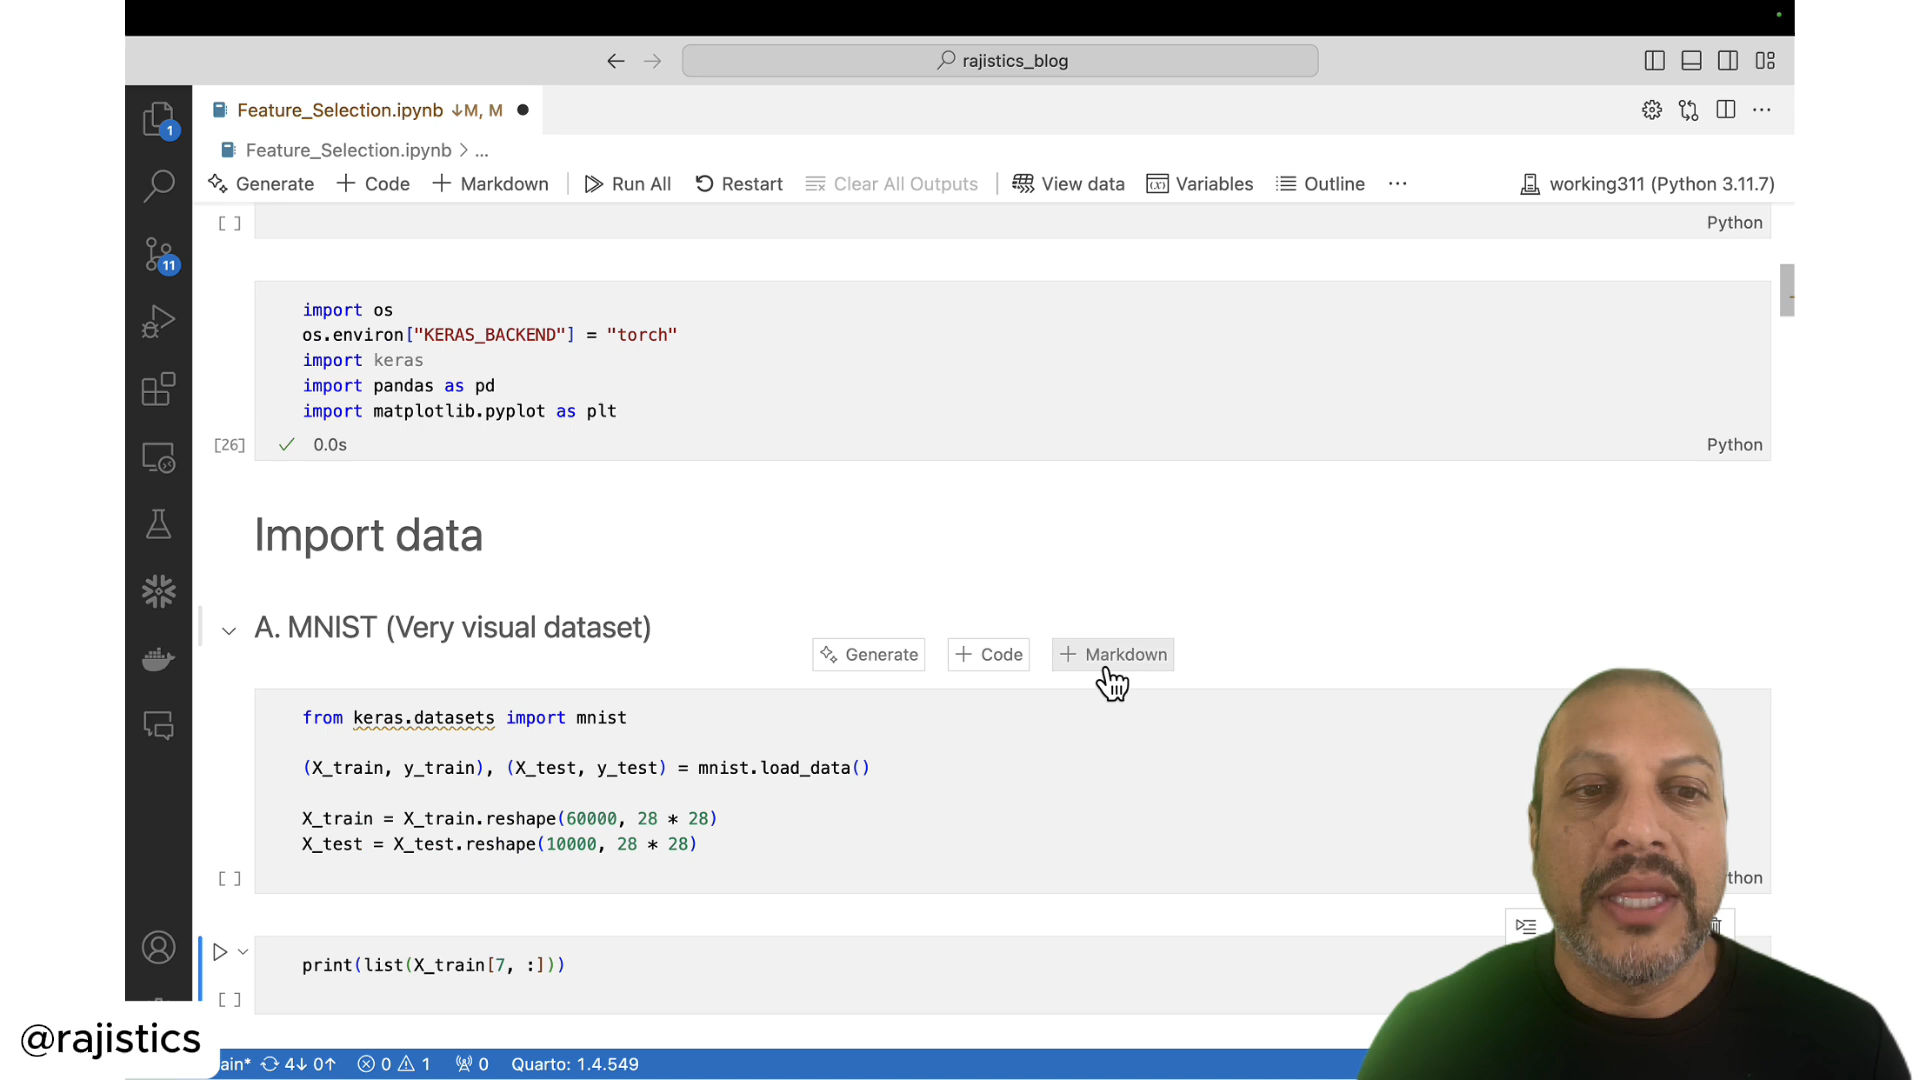 rajistics_blog
Feature_Selection.ipynb ↓M, M
1
Feature_Selection.ipynb > ...
Generate + Code + Markdown Run All Restart Clear All Outputs View data Variables Outline ... working311 (Python 3.11.7)
[ ] Python
11
import os
os.environ["KERAS_BACKEND"] = "torch"
import keras
import pandas as pd
import matplotlib.pyplot as plt
[26] ✓ 0.0s Python
Import data
A. MNIST (Very visual dataset)
Generate + Code + Markdown
from keras.datasets import mnist
(X_train, y_train), (X_test, y_test) = mnist.load_data()
X_train = X_train.reshape(60000, 28 * 28)
X_test = X_test.reshape(10000, 28 * 28)
[ ] thon
print(list(X_train[7, :]))
[ ]
@rajistics
ain* 4↓ 0↑ 0 1 0 Quarto: 1.4.549